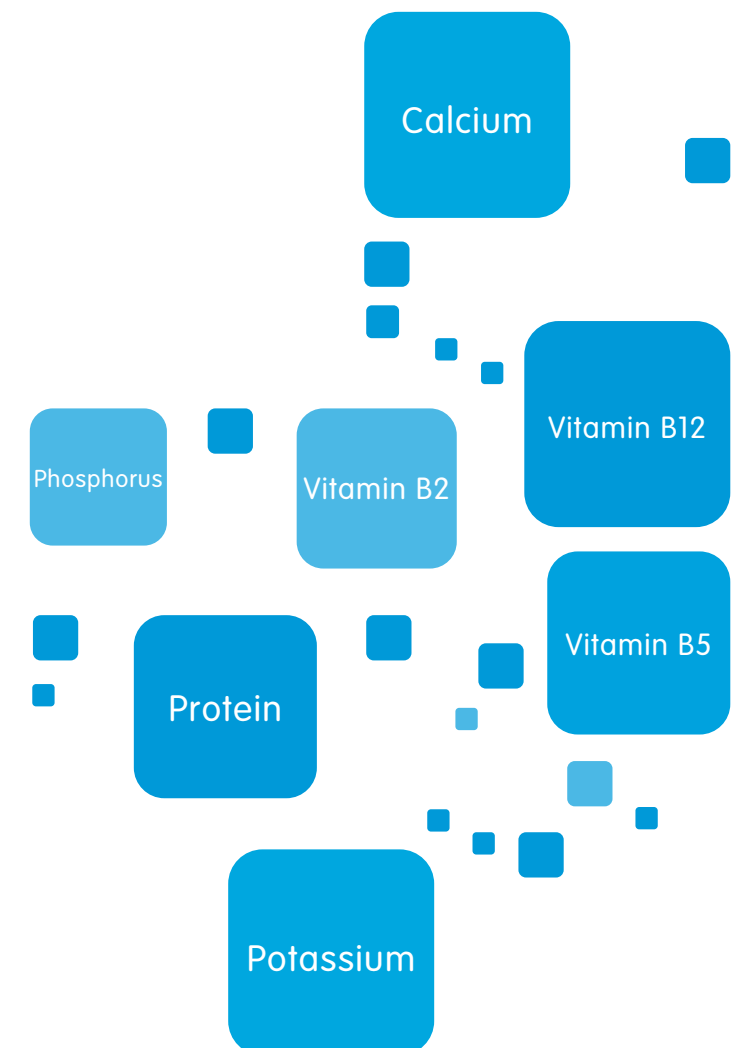 Calcium
Vitamin B12
Phosphorus
Vitamin B2
Vitamin B5
Protein
Potassium